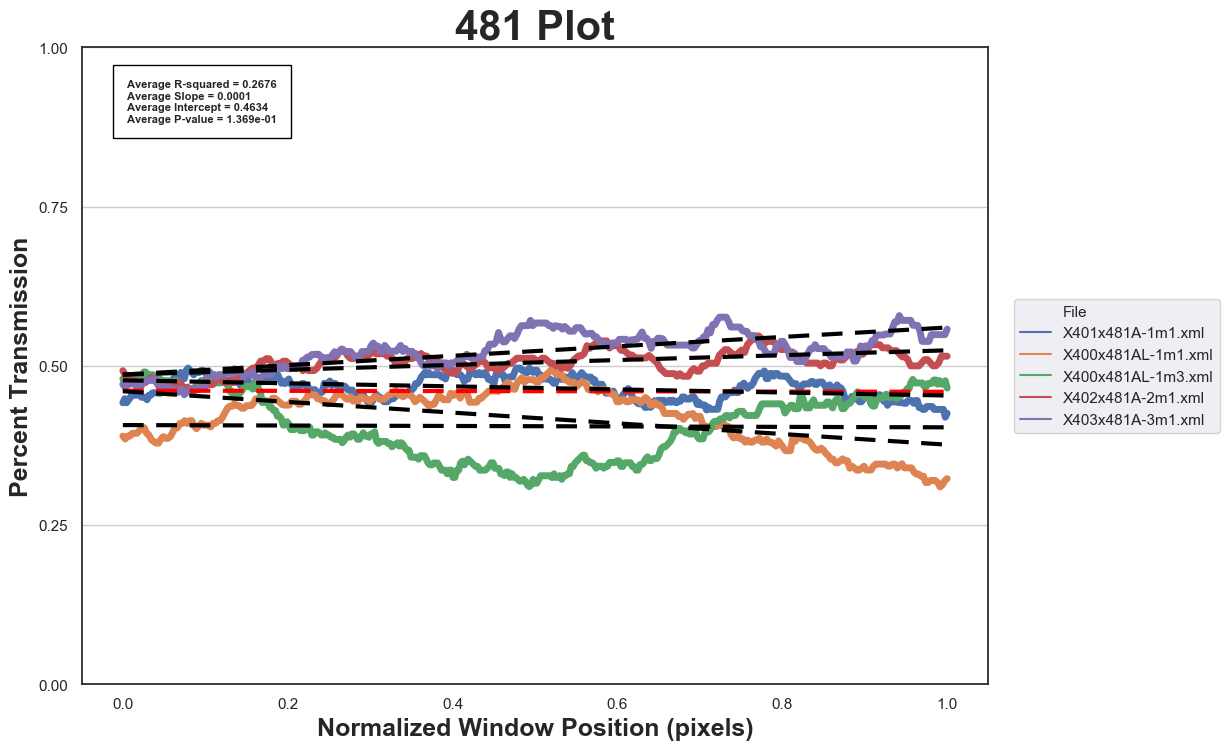 481 Plot
1.00
Average R-squared = 0.2676
Average Slope = 0.0001
Average Intercept = 0.4634
Average P-value = 1.369e-01
0.75
0.50
0.25
0.00
Percent Transmission
0.0 0.2 0.4 0.6 0.8 1.0
Normalized Window Position (pixels)
File
X401x481A-1m1.xml
X400x481AL-1m1.xml
X400x481AL-1m3.xml
X402x481A-2m1.xml
X403x481A-3m1.xml